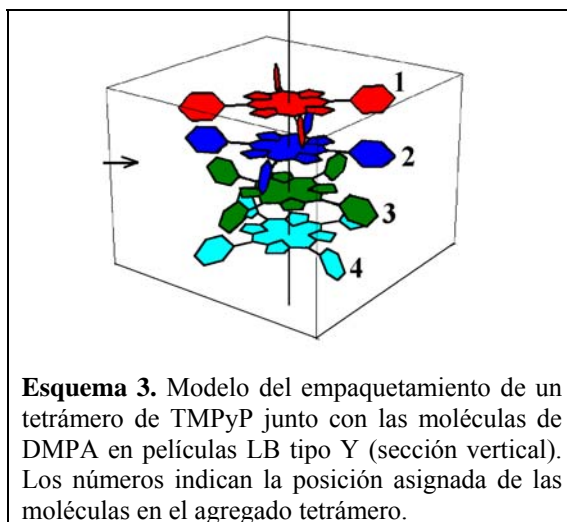 1
2
3
4
Esquema 3. Modelo del empaquetamiento de un
tetrámero de TMPyP junto con las moléculas de
DMPA en películas LB tipo Y (sección vertical).
Los números indican la posición asignada de las
moléculas en el agregado tetrámero.